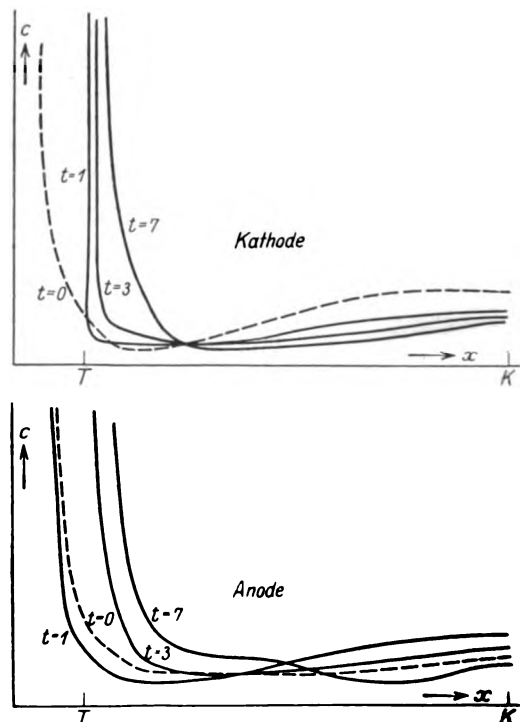 c
t=1
t=7
Kathode
t=0
t=3
x
T
K
c
Anode
t=7
t=0
t=1
t=3
x
T
K